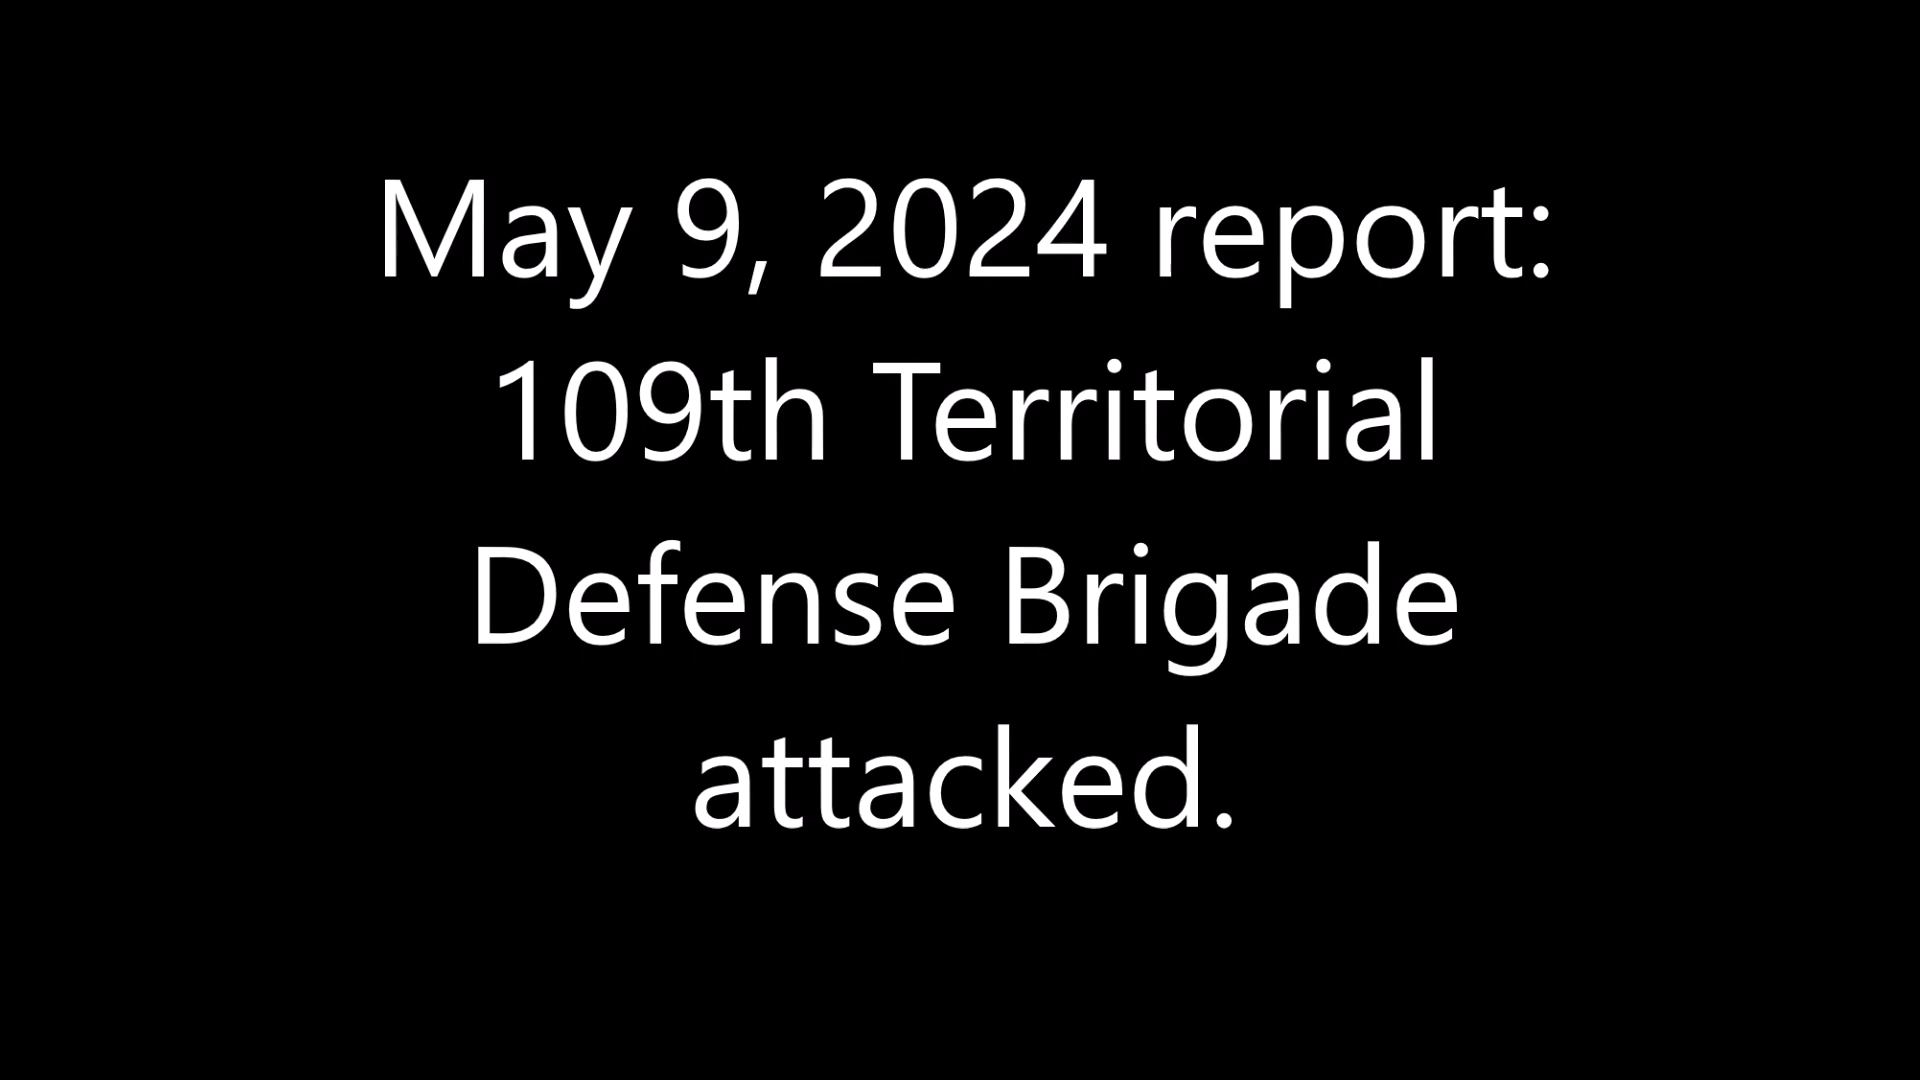 May 9, 2024 report:
109th Territorial
Defense Brigade
attacked.